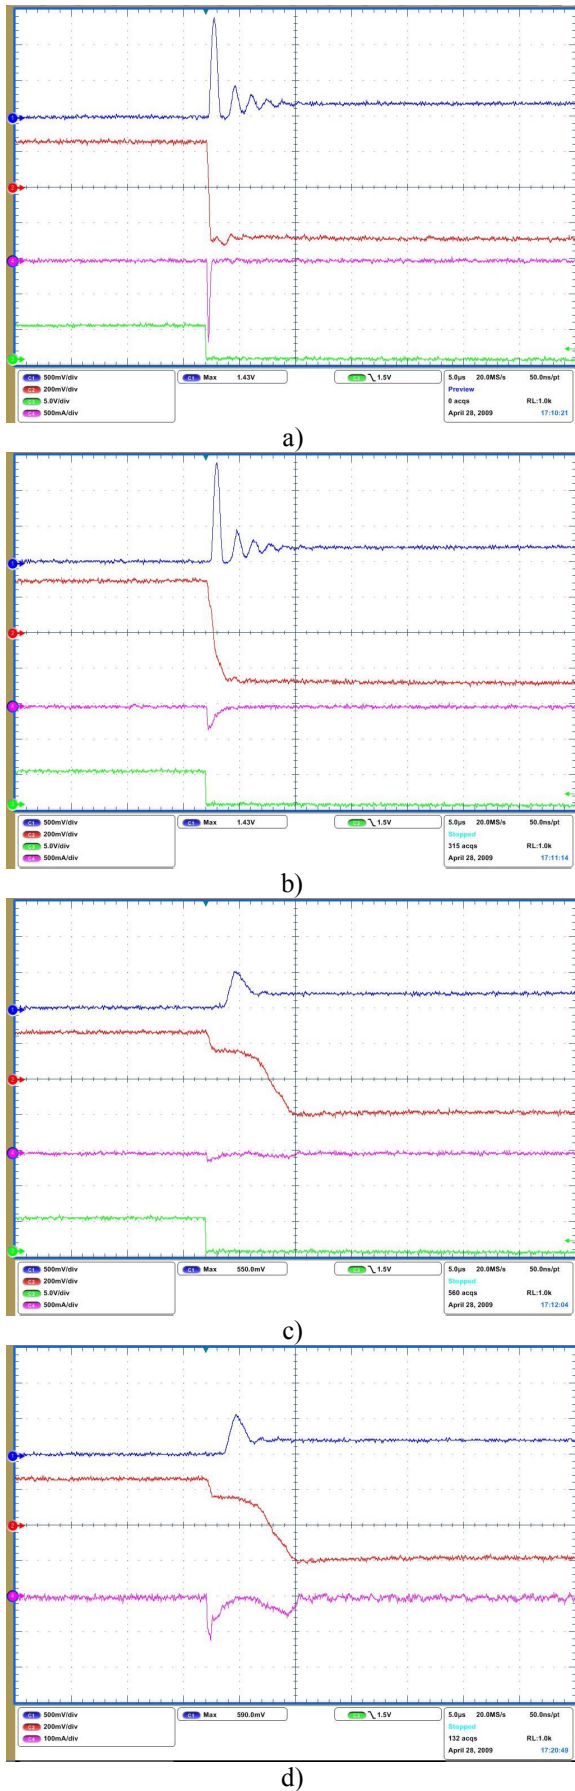 C1 500mV/div C1 Max 1.43V C3 1.5V 5.0µs 20.0MS/s 50.0ns/pt
C2 200mV/div Preview
C3 5.0V/div 0 acqs RL:1.0k
C4 500mA/div April 28, 2009 17:10:21
a)
C1 500mV/div C1 Max 1.43V C3 1.5V 5.0µs 20.0MS/s 50.0ns/pt
C2 200mV/div Stopped
C3 5.0V/div 315 acqs RL:1.0k
C4 500mA/div April 28, 2009 17:11:14
b)
C1 500mV/div C1 Max 550.0mV C3 1.5V 5.0µs 20.0MS/s 50.0ns/pt
C2 200mV/div Stopped
C3 5.0V/div 560 acqs RL:1.0k
C4 500mA/div April 28, 2009 17:12:04
c)
C1 500mV/div C1 Max 590.0mV C3 1.5V 5.0µs 20.0MS/s 50.0ns/pt
C2 200mV/div Stopped
C4 100mA/div 132 acqs RL:1.0k
April 28, 2009 17:20:49
d)